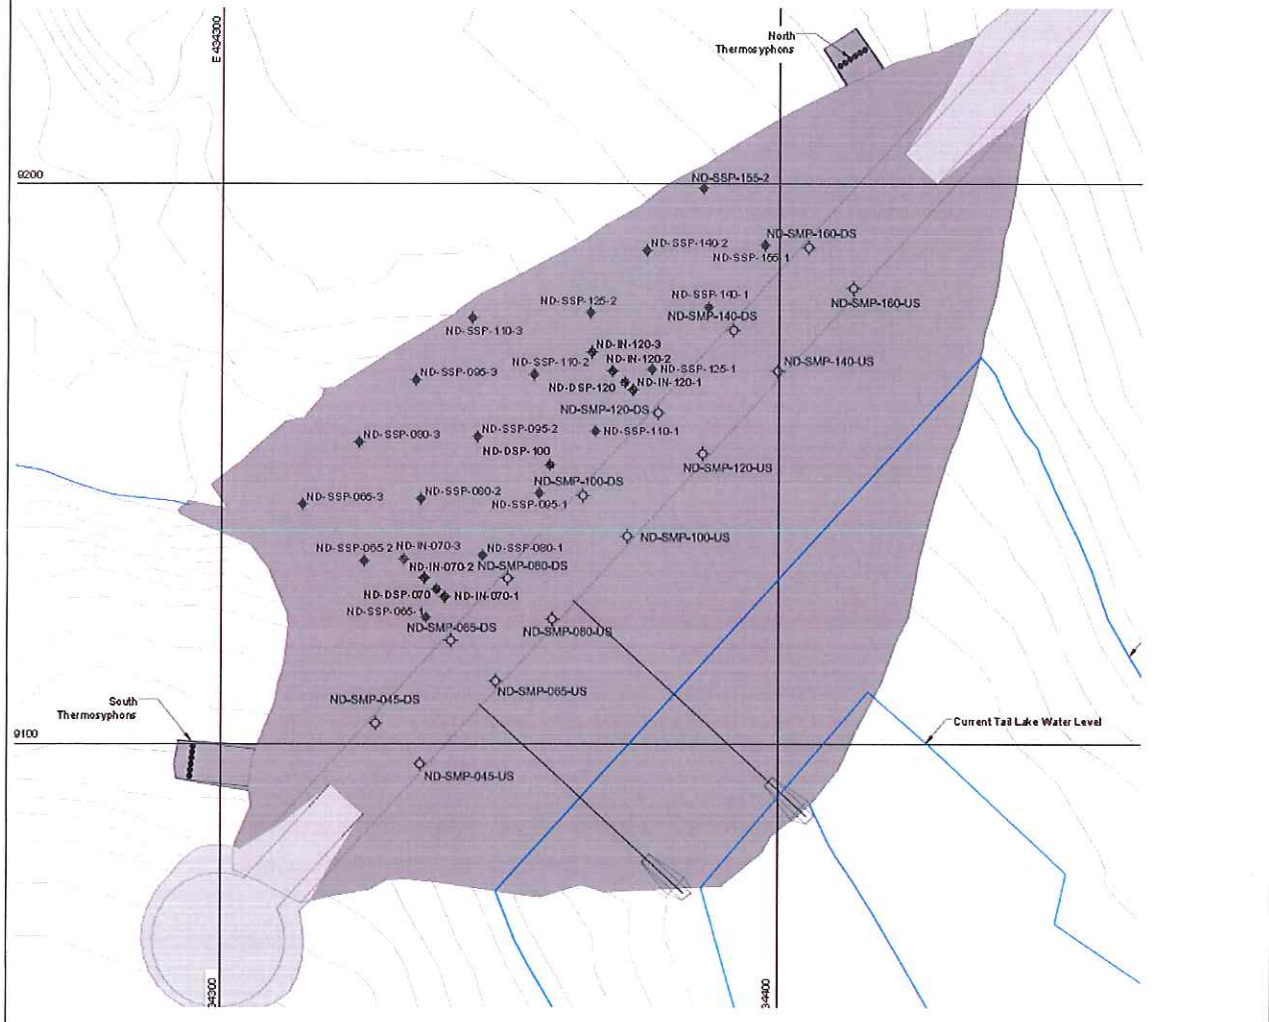 E 434300
North
Thermosyphons
9200
ND-SSP-155-2
ND-SMP-160-DS
ND-SSP-140-2
ND-SSP-155-1
ND-SSP-140-1
ND-SMP-160-US
ND-SSP-125-2
ND-SMP-140-DS
ND-SSP-110-3
ND-IN-120-3
ND-IN-120-2
ND-SSP-110-2
ND-SMP-140-US
ND-SSP-125-1
ND-SSP-095-3
ND-DSP-120
ND-IN-120-1
ND-SMP-120-DS
ND-SSP-080-3
ND-SSP-095-2
ND-SSP-110-1
ND-DSP-100
ND-SMP-120-US
ND-SMP-100-DS
ND-SSP-065-3
ND-SSP-080-2
ND-SSP-095-1
ND-SMP-100-US
ND-SSP-065-2
ND-IN-070-3
ND-SSP-080-1
ND-IN-070-2
ND-SMP-080-DS
ND-DSP-070
ND-IN-070-1
ND-SSP-065-1
ND-SMP-065-DS
ND-SMP-080-US
ND-SMP-065-US
ND-SMP-045-DS
South
Thermosyphons
Current Tail Lake Water Level
9100
ND-SMP-045-US
34300
34400